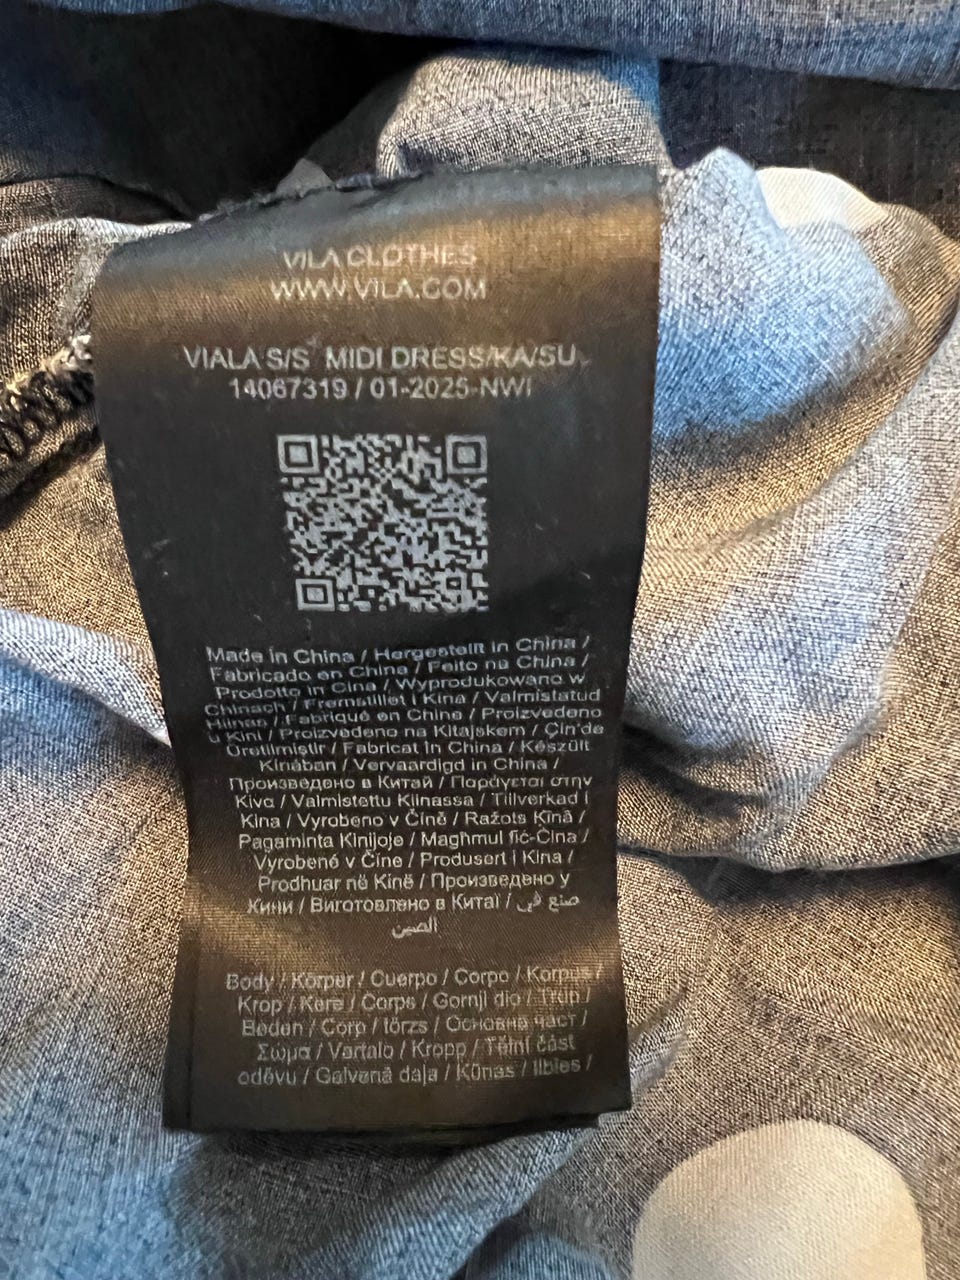 VILA CLOTHES
WWW.VILA.COM
VIALA S/S MIDI DRESS/KA/SU
14067319 / 01-2025-NWI
Made in China / Hergestellt in China /
Fabricado en China / Feito na China /
Prodotto in Cina / Wyprodukowano w
Chinach / Fremstillet i Kina / Valmistatud
Hiinas / Fabriqué en Chine / Proizvedeno
u Kini / Proizvedeno na Kitajskem / Çin'de
Üretilmiştir / Fabricat în China / Készült
Kínában / Vervaardigd in China /
Произведено в Китай / Παράγεται στην
Κίνα / Valmistettu Kiinassa / Tillverkad i
Kina / Vyrobeno v Číně / Ražots Ķīnā /
Pagaminta Kinijoje / Magħmul fiċ-Ċina /
Vyrobené v Číne / Produsert i Kina /
Prodhuar në Kinë / Произведено у
Кини / Виготовлено в Китаї / صنع في
الصين
Body / Körper / Cuerpo / Corpo / Korpus /
Krop / Kere / Corps / Gornji dio / Trup /
Beden / Corp / törzs / Основна част /
Σώμα / Vartalo / Kropp / Tělní část
oděvu / Galvenā daļa / Kūnas / libies /